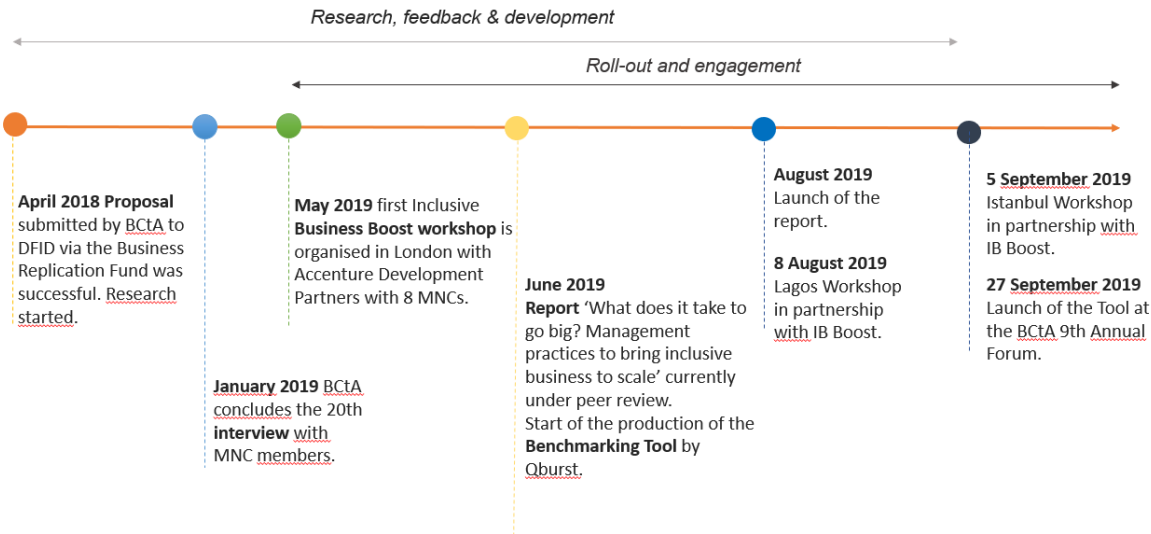 Research, feedback & development
Roll-out and engagement
April 2018 Proposal
submitted by BCtA to
DFID via the Business
Replication Fund was
successful. Research
started.
January 2019 BCtA
concludes the 20th
interview with
MNC members.
May 2019 first Inclusive
Business Boost workshop is
organised in London with
Accenture Development
Partners with 8 MNCs.
June 2019
Report ‘What does it take to
go big? Management
practices to bring inclusive
business to scale’ currently
under peer review.
Start of the production of the
Benchmarking Tool by
Qburst.
August 2019
Launch of the
report.
8 August 2019
Lagos Workshop
in partnership
with IB Boost.
5 September 2019
Istanbul Workshop
in partnership with
IB Boost.
27 September 2019
Launch of the Tool at
the BCtA 9th Annual
Forum.